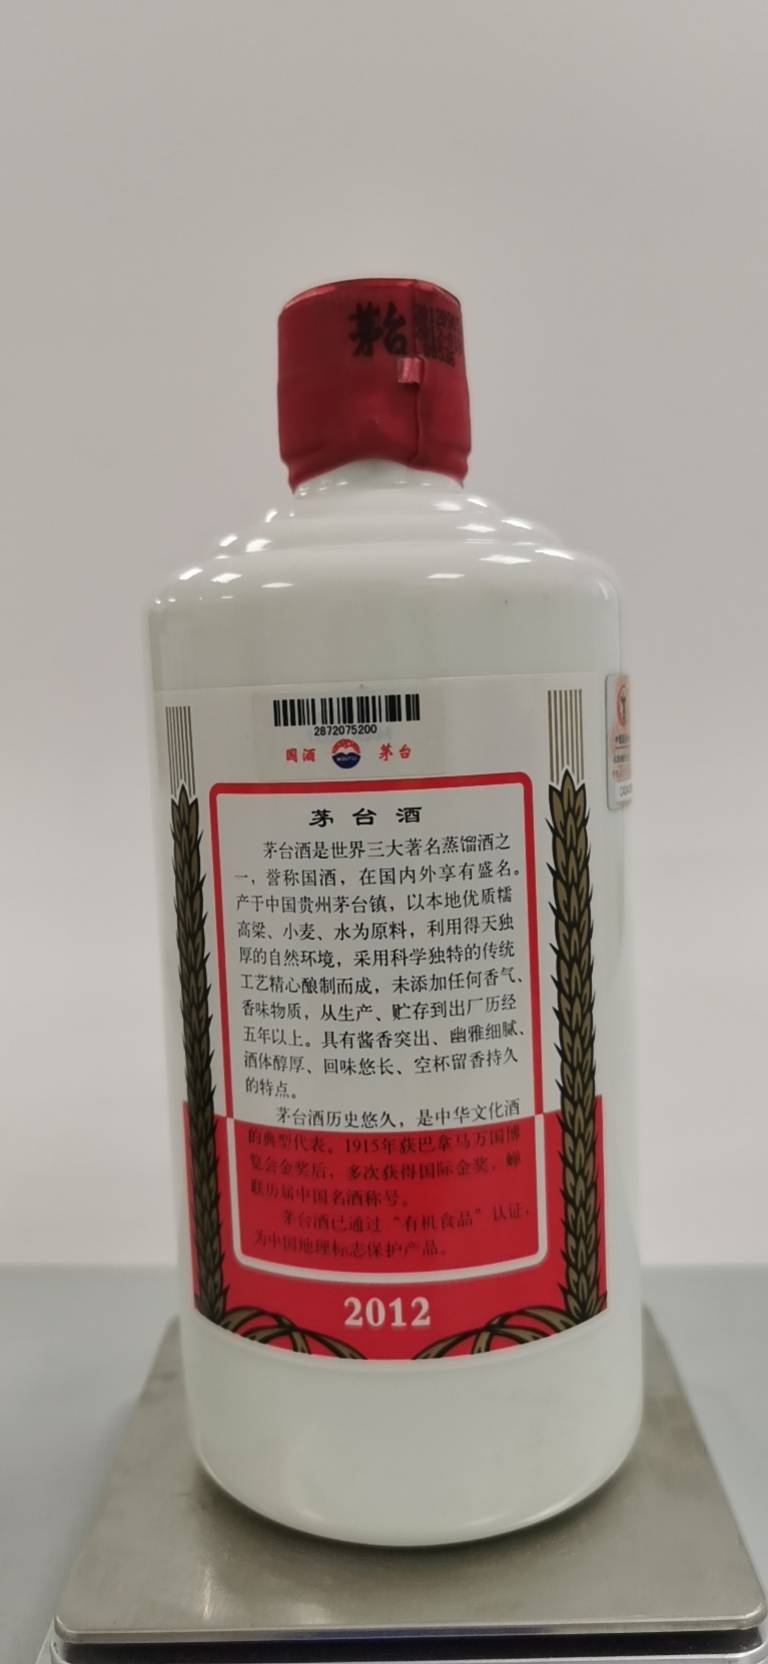 茅台
2872075200
国酒 茅台
茅台酒
茅台酒是世界三大著名蒸馏酒之
一，誉称国酒，在国内外享有盛名。
产于中国贵州茅台镇，以本地优质糯
高粱、小麦、水为原料，利用得天独
厚的自然环境，采用科学独特的传统
工艺精心酿制而成，未添加任何香气、
香味物质，从生产、贮存到出厂历经
五年以上。具有酱香突出、幽雅细腻、
酒体醇厚、回味悠长、空杯留香持久
的特点。
茅台酒历史悠久，是中华文化酒
的典型代表。1915年获巴拿马万国博
览会金奖后，多次获得国际金奖，蝉
联历届中国名酒称号。
茅台酒已通过“有机食品”认证，
为中国地理标志保护产品。
2012